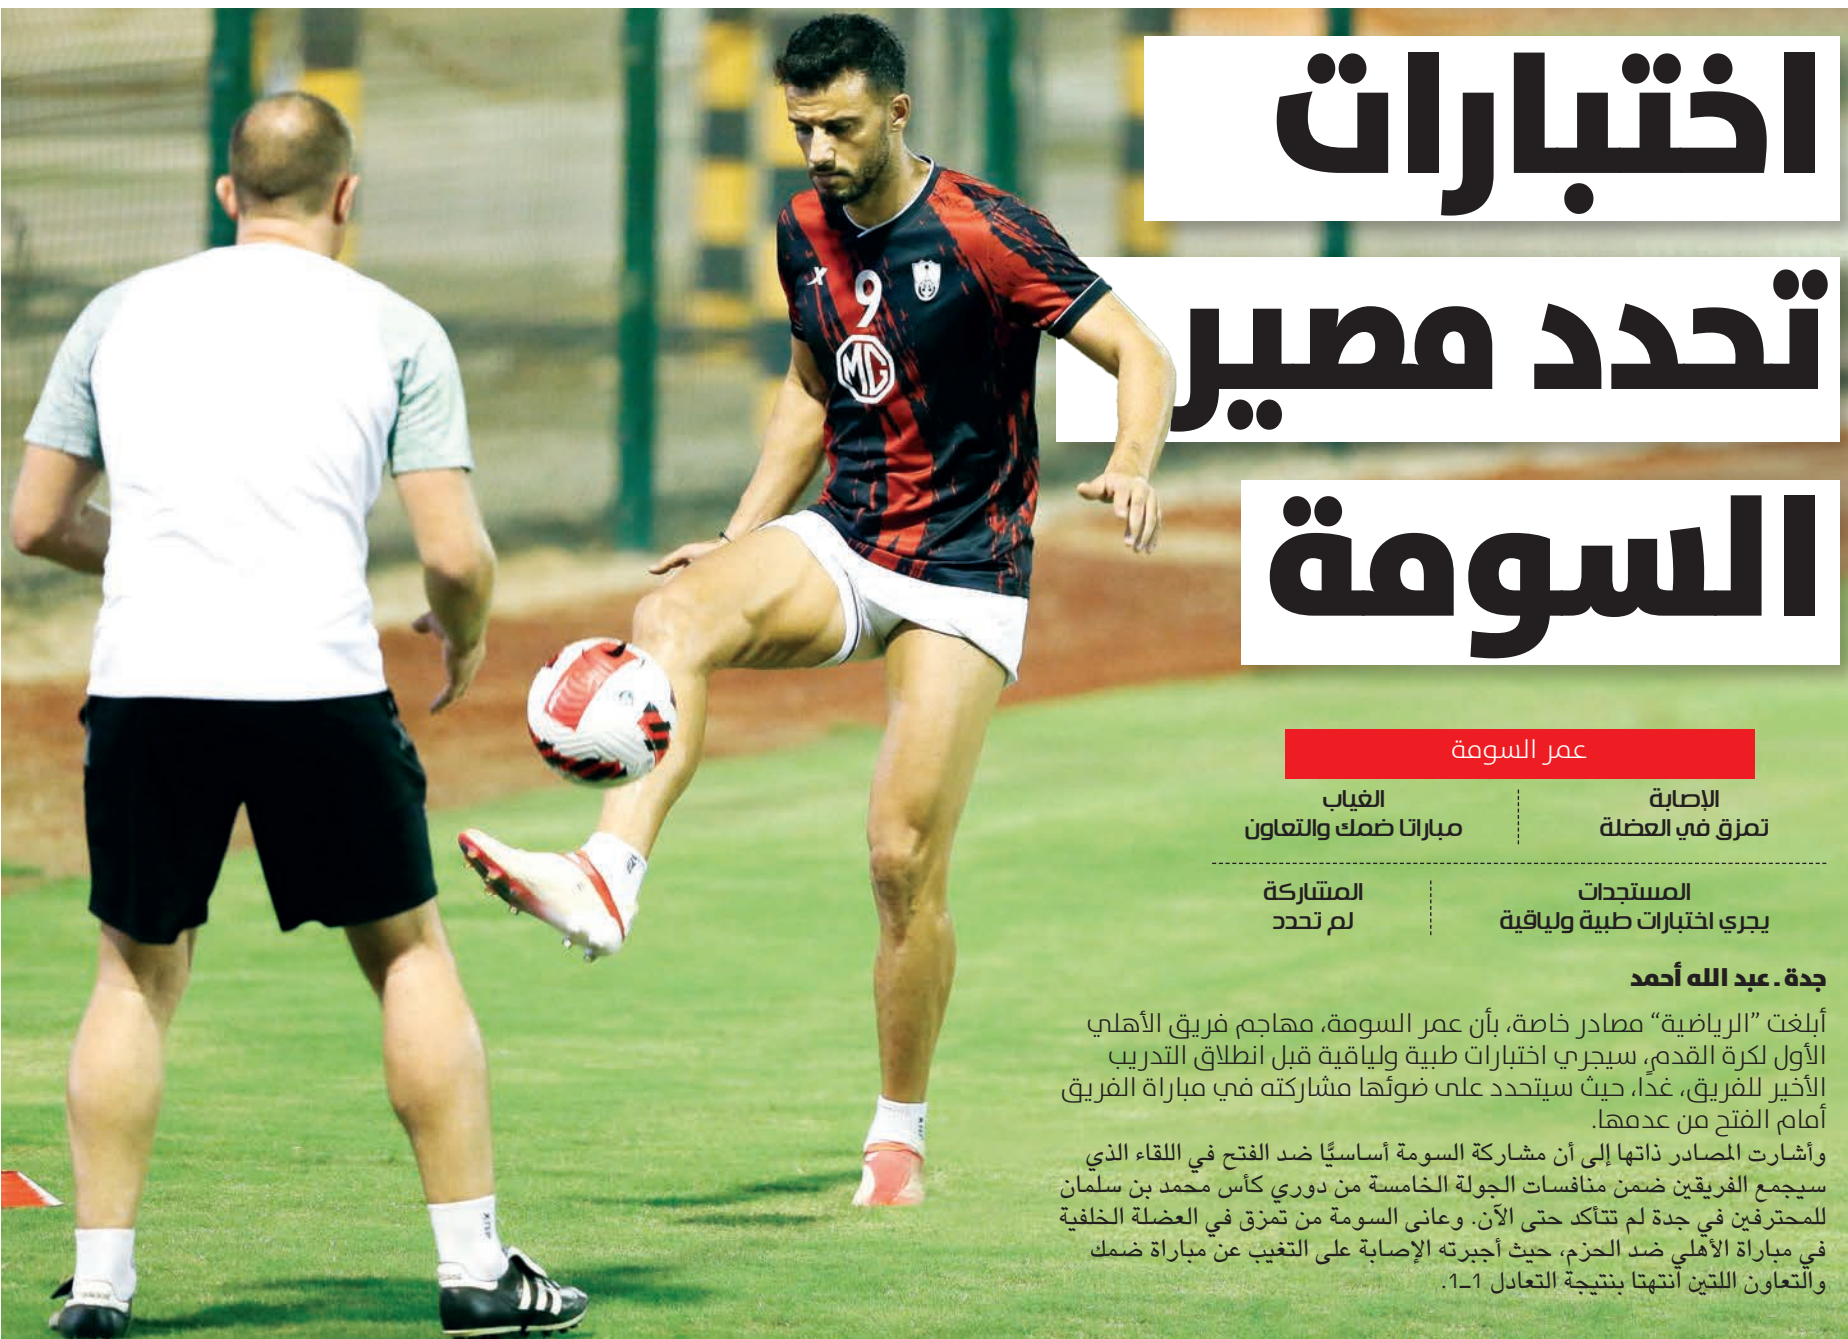 اختبارات
تحدد مصير
السومة
9
MG
عمر السومة
الإصابة
تمزق في العضلة
الغياب
مباراتا ضمك والتعاون
المستجدات
يجري اختبارات طبية ولياقية
المشاركة
لم تحدد
جدة ـ عبد الله أحمد
أبلغت ”الرياضية“ مصادر خاصة، بأن عمر السومة، مهاجم فريق الأهلي
الأول لكرة القدم، سيجري اختبارات طبية ولياقية قبل انطلاق التدريب
الأخير للفريق، غدًا، حيث سيتحدد على ضوئها مشاركته في مباراة الفريق
أمام الفتح من عدمها.
وأشارت المصادر ذاتها إلى أن مشاركة السومة أساسيًّا ضد الفتح في اللقاء الذي
سيجمع الفريقين ضمن منافسات الجولة الخامسة من دوري كأس محمد بن سلمان
للمحترفين في جدة لم تتأكد حتى الآن. وعانى السومة من تمزق في العضلة الخلفية
في مباراة الأهلي ضد الحزم، حيث أجبرته الإصابة على التغيب عن مباراة ضمك
والتعاون اللتين انتهتا بنتيجة التعادل 1ـ1.